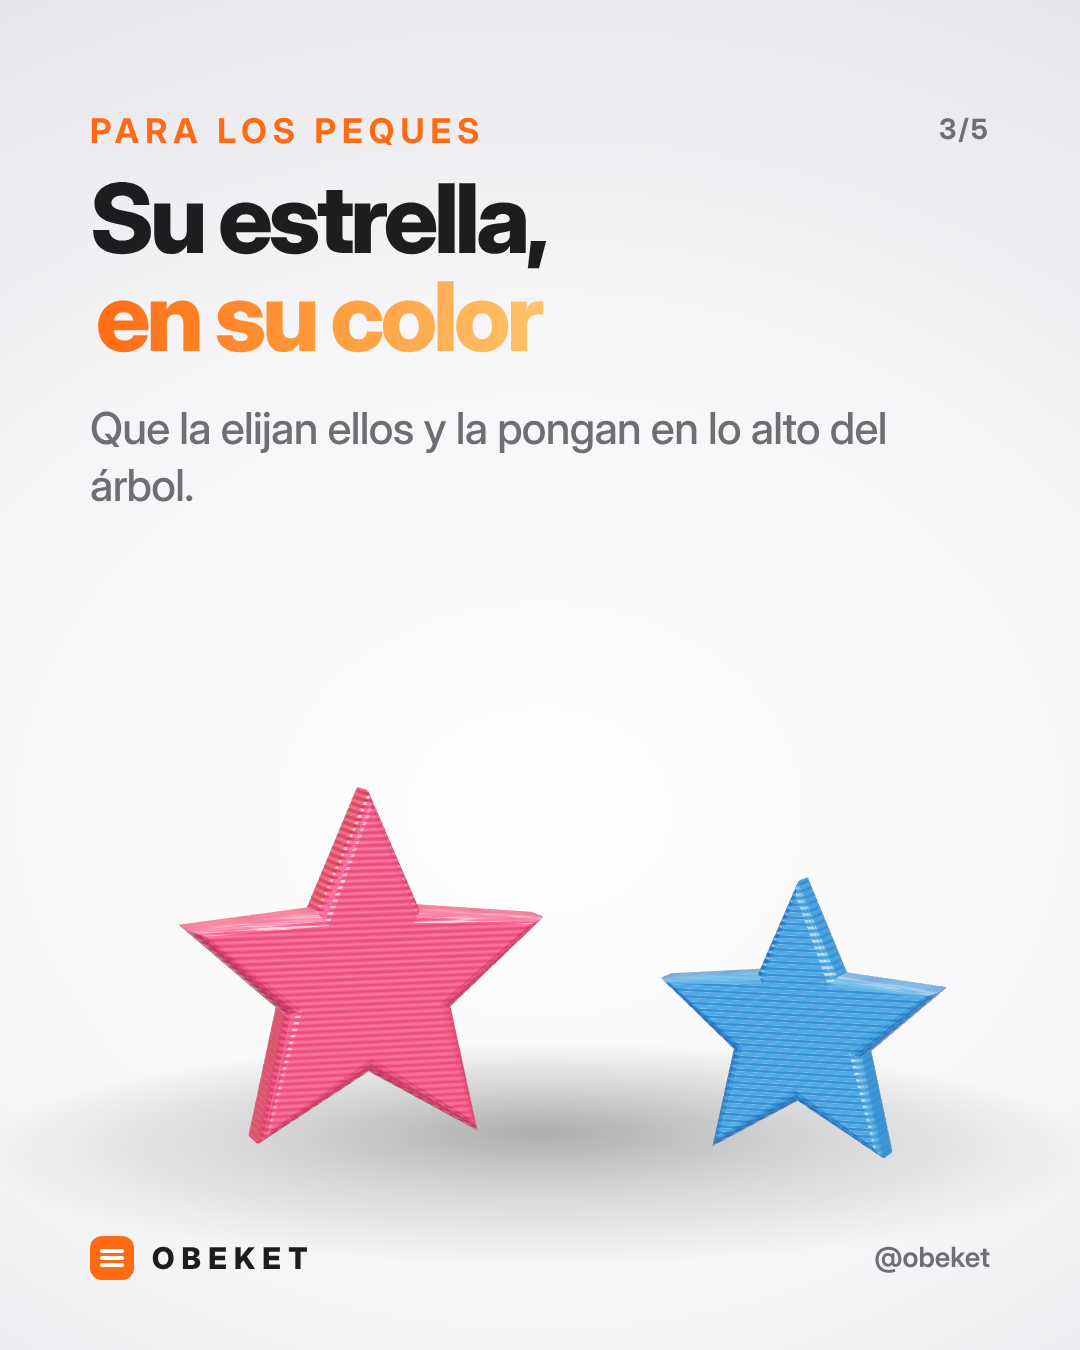 PARA LOS PEQUES
3/5
Su estrella,
en su color
Que la elijan ellos y la pongan en lo alto del
árbol.
OBEKET
@obeket